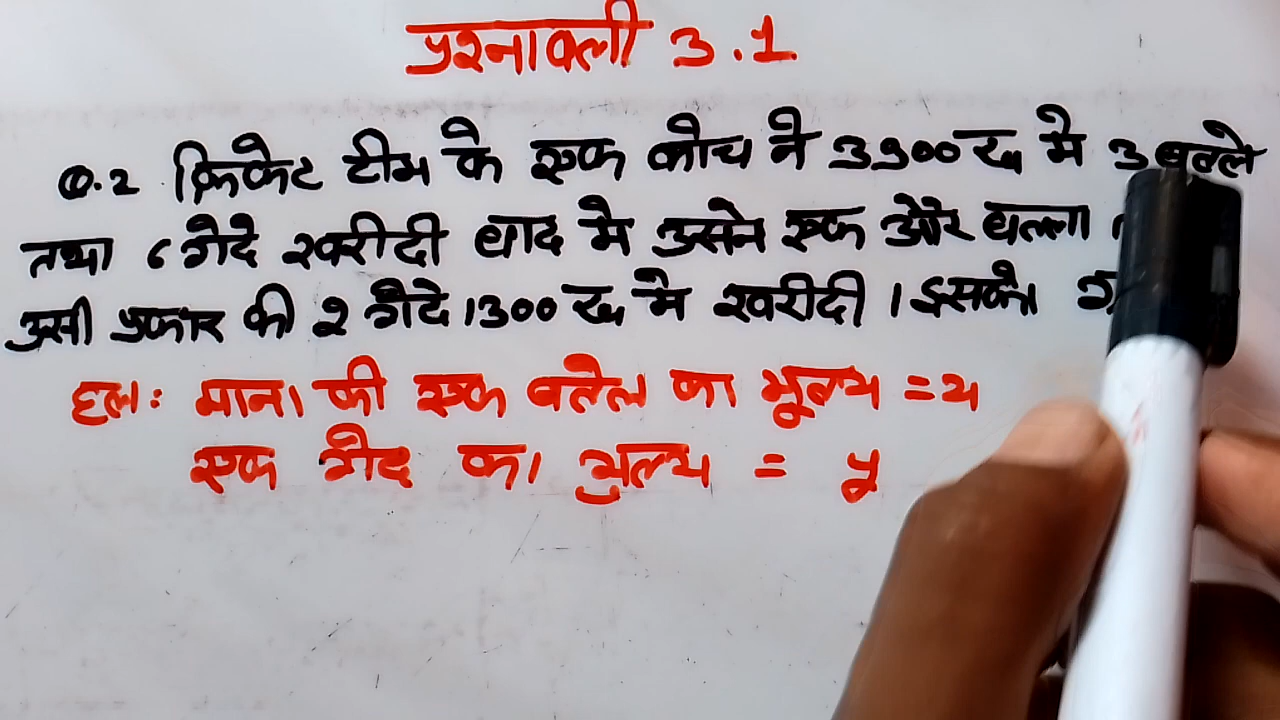 प्रश्नावली 3.1
Q.2 क्रिकेट टीम के एक कोच ने 3900 रू में 3 बल्ले
तथा 6 गेंदे खरीदी बाद में उसने एक और बल्ला
उसी प्रकार की 2 गेंदे 1300 रू में खरीदी । इसको
हल: माना की एक बल्ले का मूल्य = x
एक गेंद का मूल्य = y